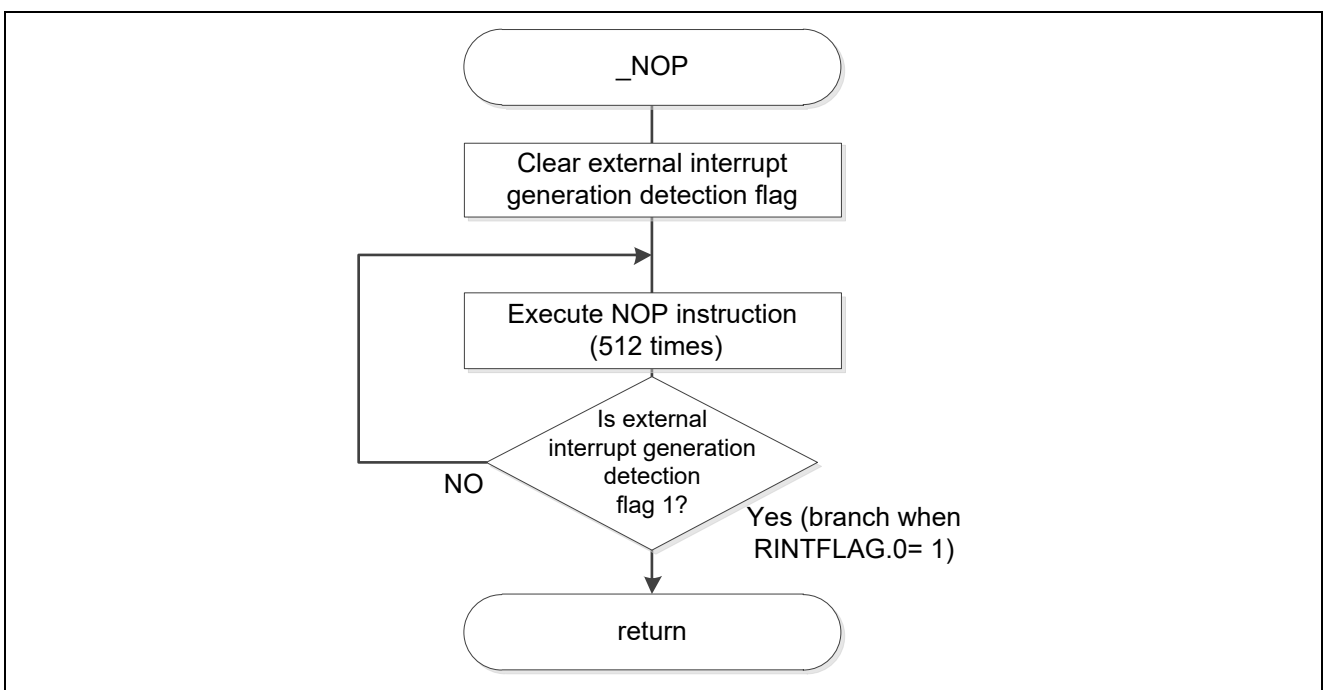 _NOP
Clear external interrupt
generation detection flag
Execute NOP instruction
(512 times)
Is external
interrupt generation
detection
flag 1?
NO
Yes (branch when
RINTFLAG.0= 1)
return